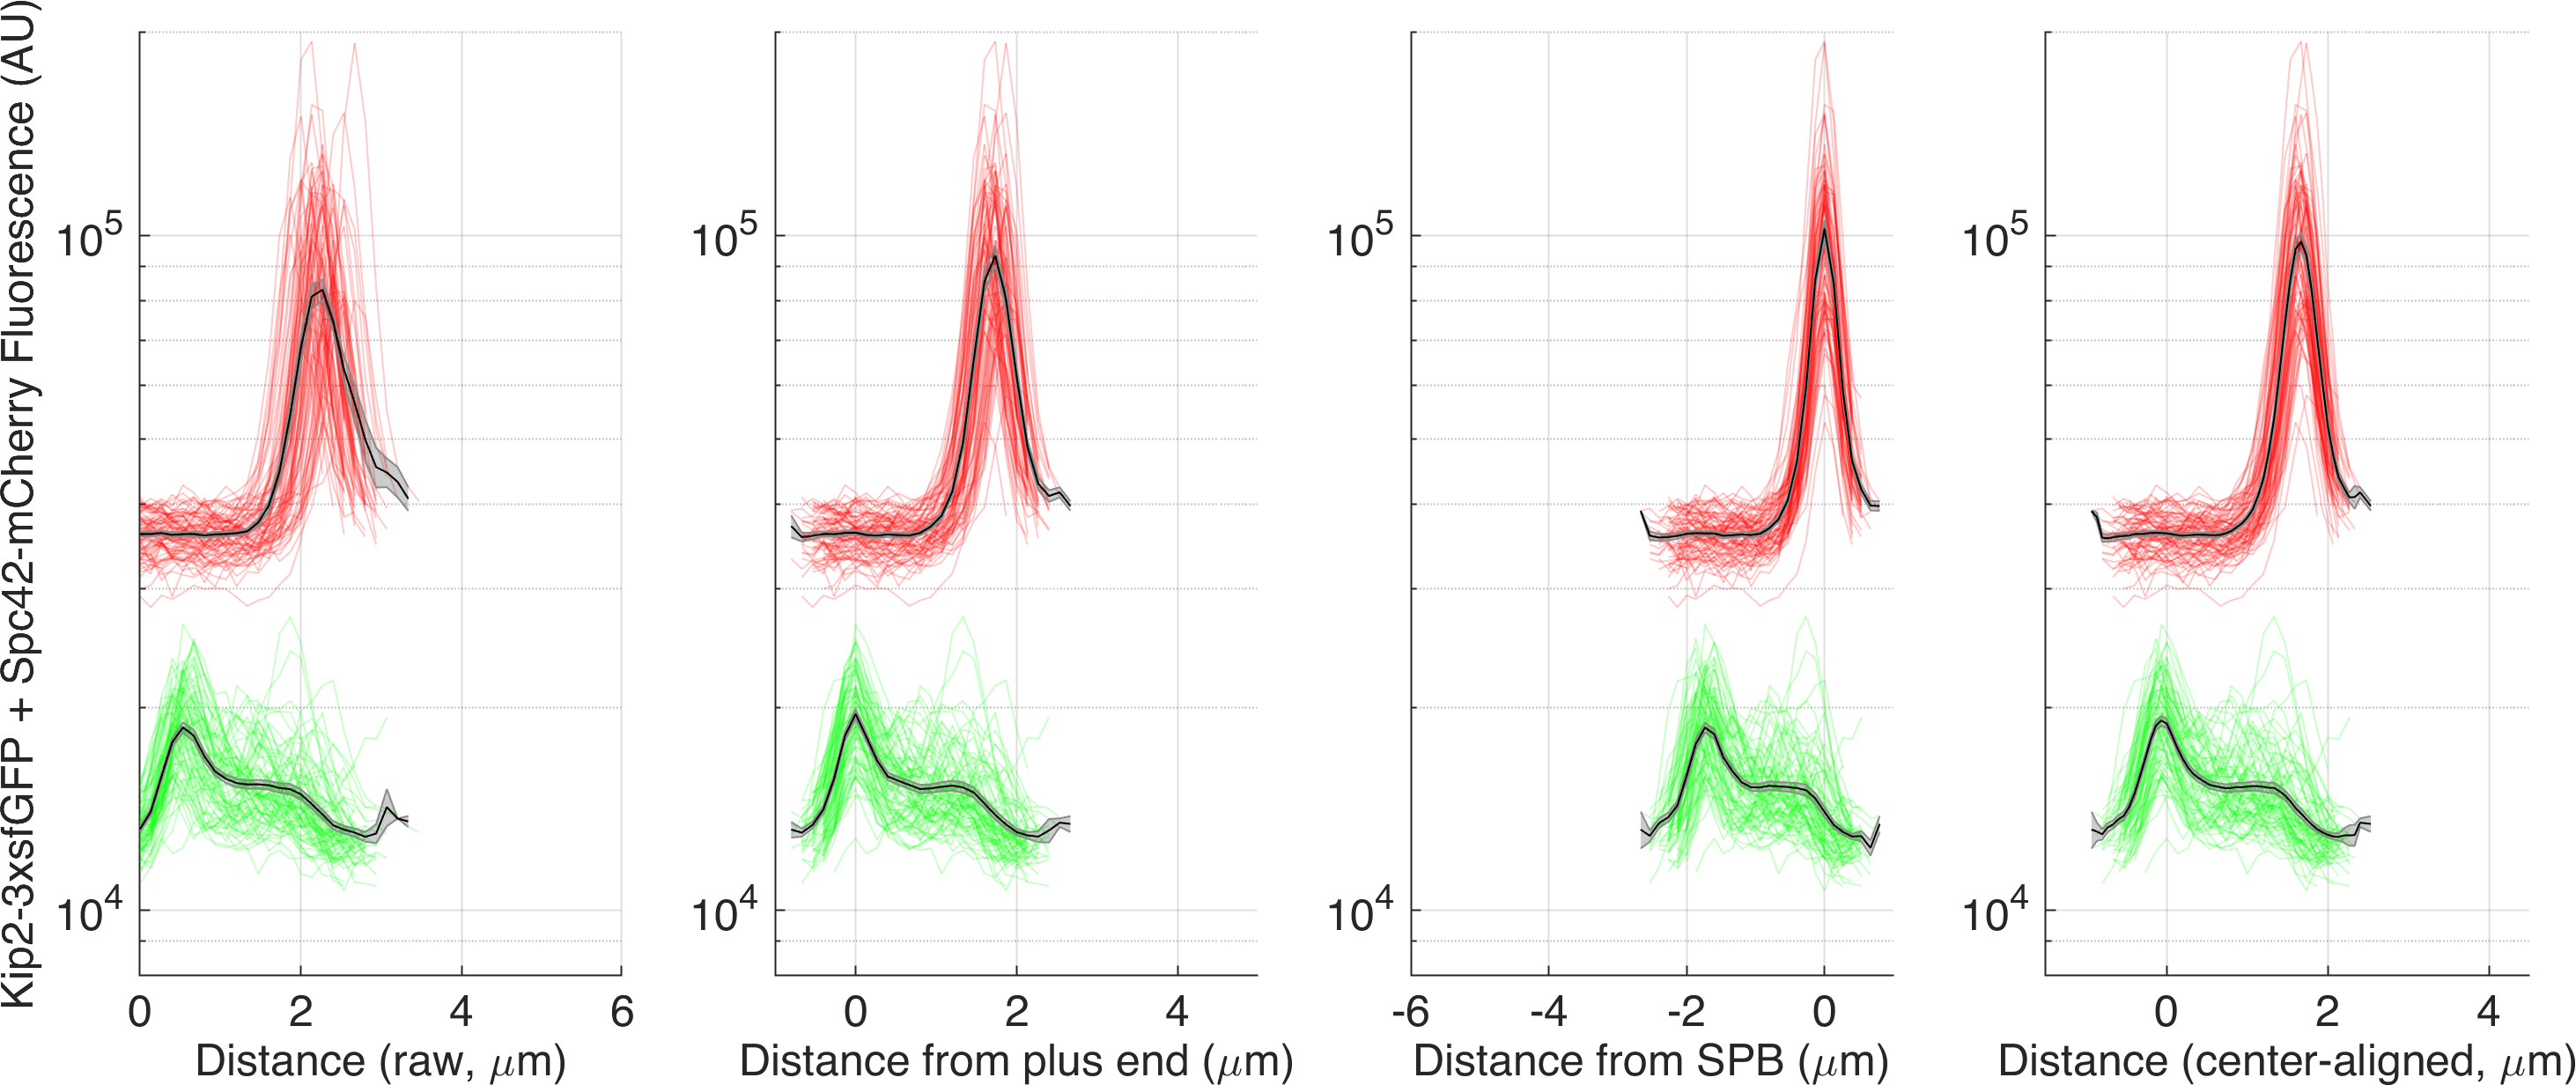 Kip2-3xsfGFP + Spc42-mCherry Fluorescence (AU)
10^5
10^4
0 2 4 6
Distance (raw, μm)
10^5
10^4
0 2 4
Distance from plus end (μm)
10^5
10^4
-6 -4 -2 0
Distance from SPB (μm)
10^5
10^4
0 2 4
Distance (center-aligned, μm)